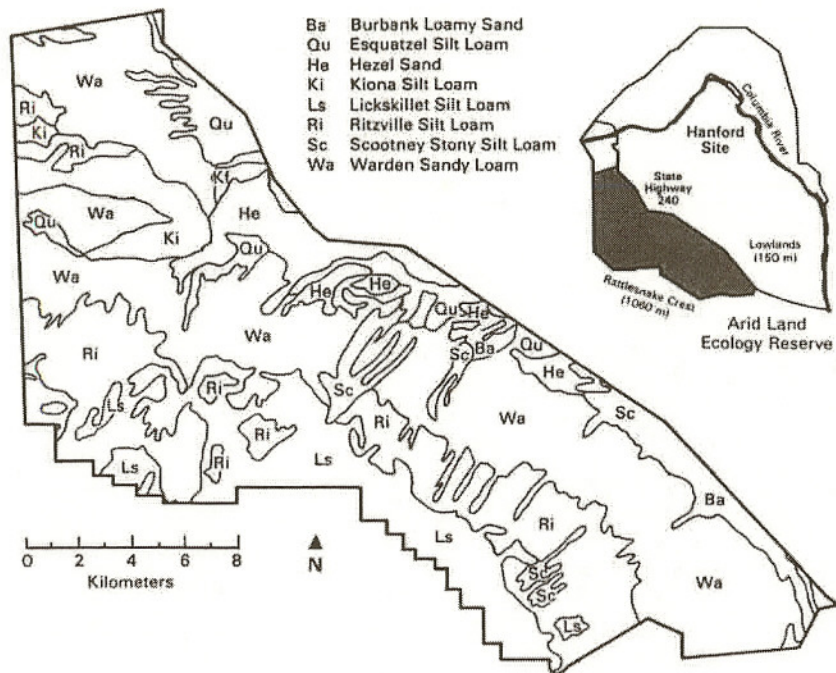 Ba Burbank Loamy Sand
Qu Esquatzel Silt Loam
He Hezel Sand
Ki Kiona Silt Loam
Ls Lickskillet Silt Loam
Ri Ritzville Silt Loam
Sc Scootney Stony Silt Loam
Wa Warden Sandy Loam
Columbia River
Hanford
Site
State
Highway
240
Lowlands
(150 m)
Rattlesnake Crest
(1060 m)
Arid Land
Ecology Reserve
Wa
Ri
Qu
Ki
Ri
Ki
Wa
He
Qu
Ki
Qu
Wa
He
He
Qu
He
Wa
Ri
Sc
Ba
Qu
He
Ri
Sc
Sc
Ls
Ri
Wa
Ri
Ls
Ri
Ls
Ba
Ri
Ls
Sc
Wa
Sc
Ls
0 2 4 6 8
Kilometers
N